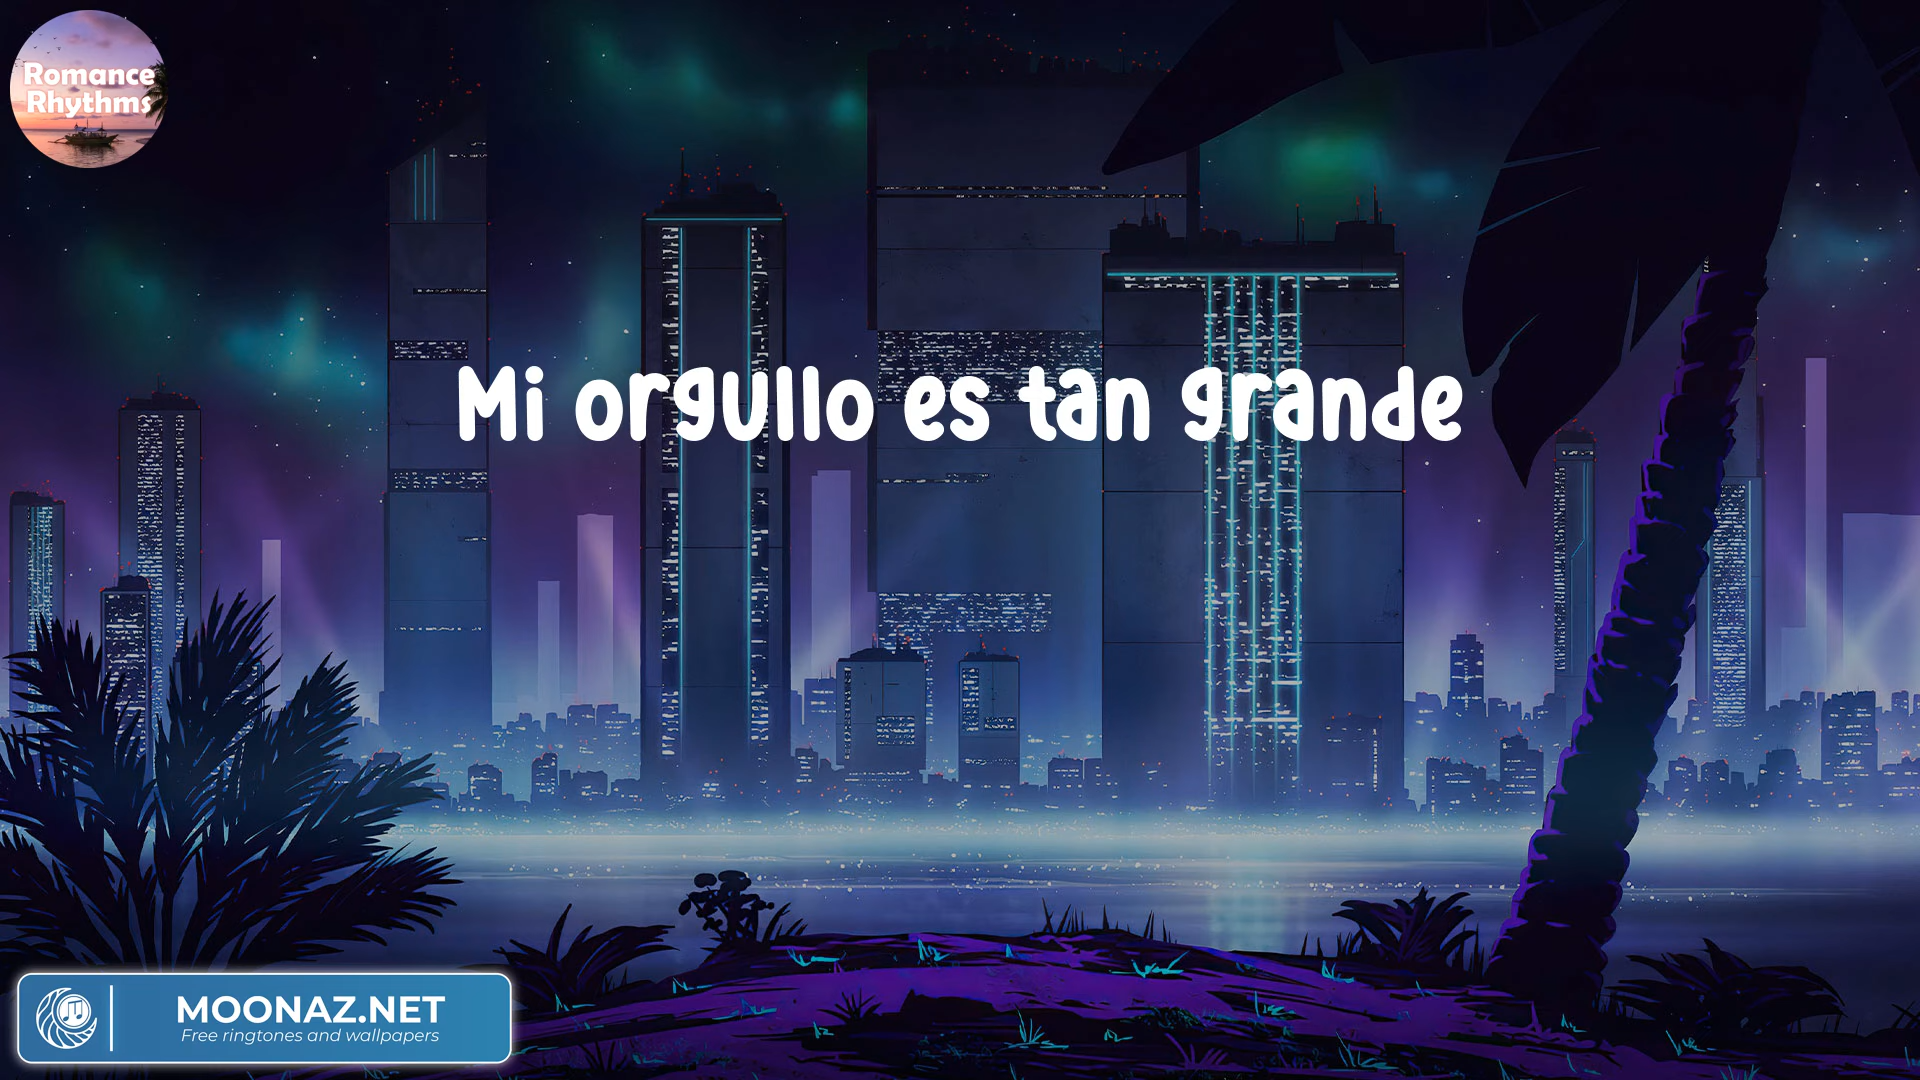 Romance
Rhythms
Mi orgullo es tan grande
MOONAZ.NET
Free ringtones and wallpapers